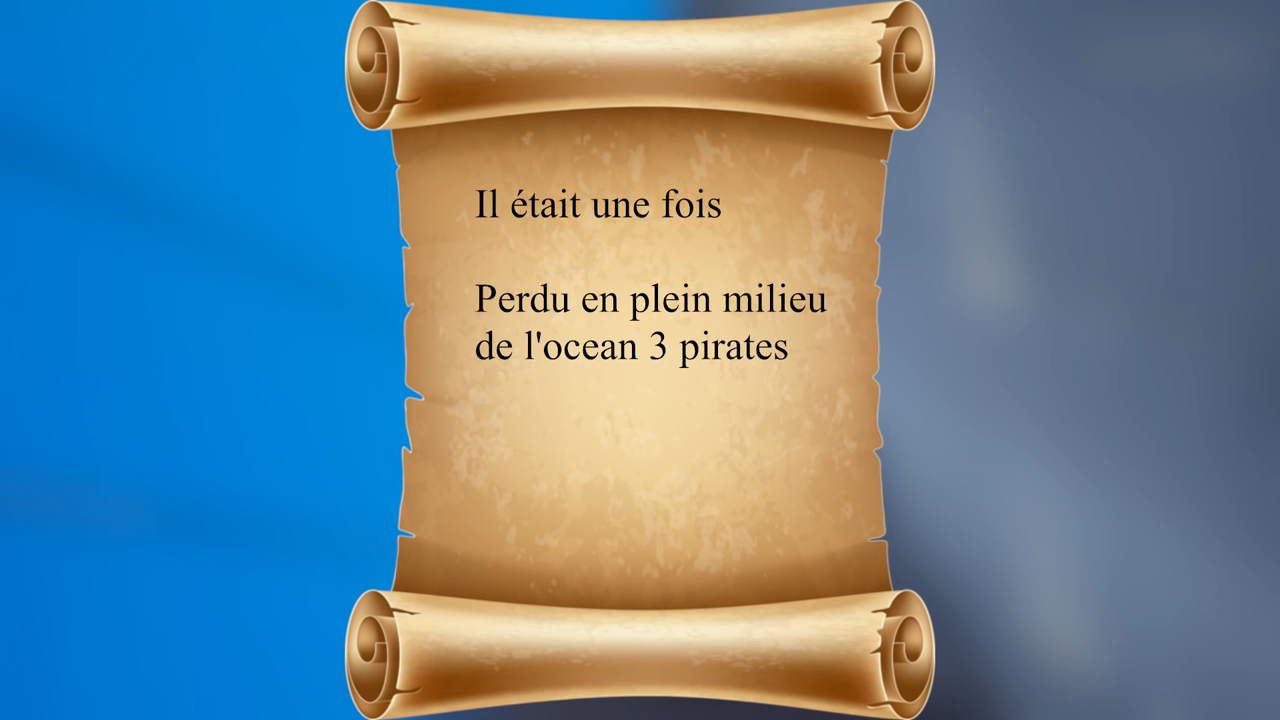 Il était une fois
Perdu en plein milieu
de l'ocean 3 pirates